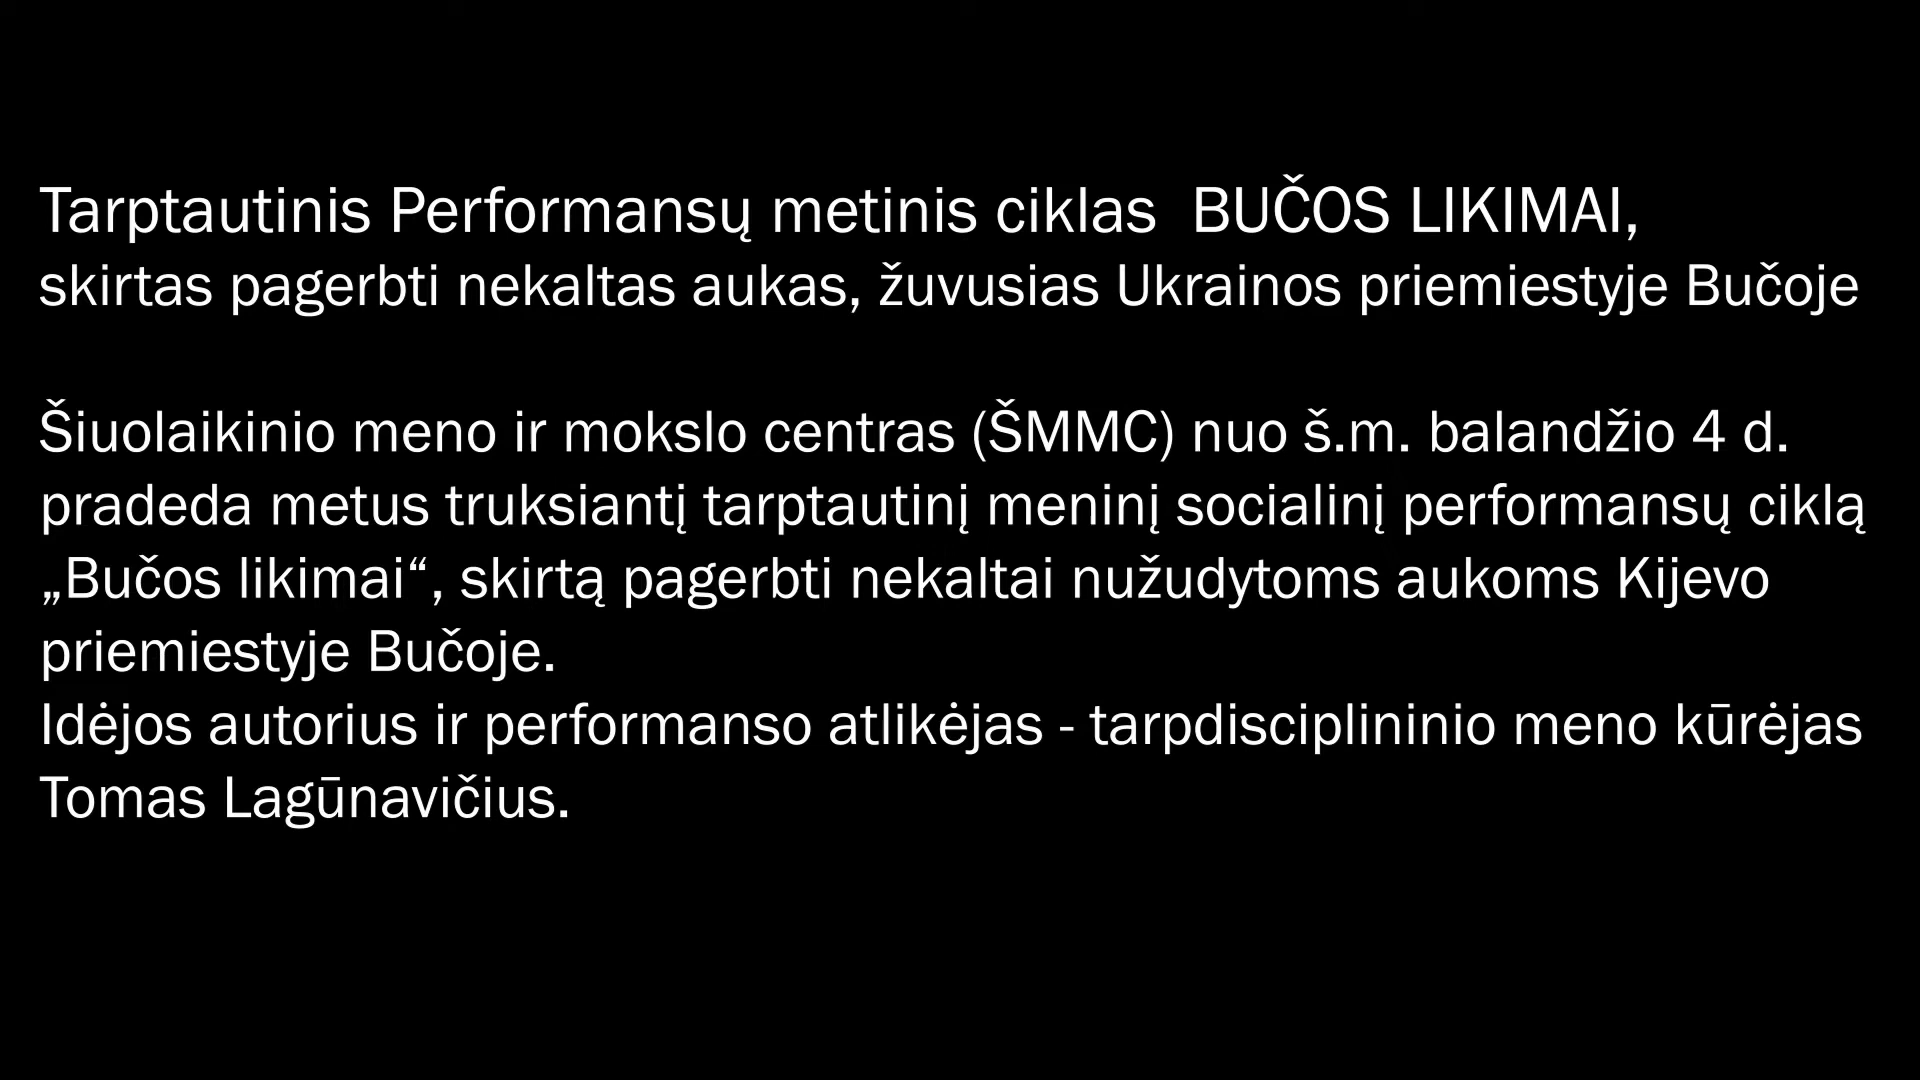 Tarptautinis Performansų metinis ciklas  BUČOS LIKIMAI,
skirtas pagerbti nekaltas aukas, žuvusias Ukrainos priemiestyje Bučoje
Šiuolaikinio meno ir mokslo centras (ŠMMC) nuo š.m. balandžio 4 d.
pradeda metus truksiantį tarptautinį meninį socialinį performansų ciklą
„Bučos likimai“, skirtą pagerbti nekaltai nužudytoms aukoms Kijevo
priemiestyje Bučoje.
Idėjos autorius ir performanso atlikėjas - tarpdisciplininio meno kūrėjas
Tomas Lagūnavičius.